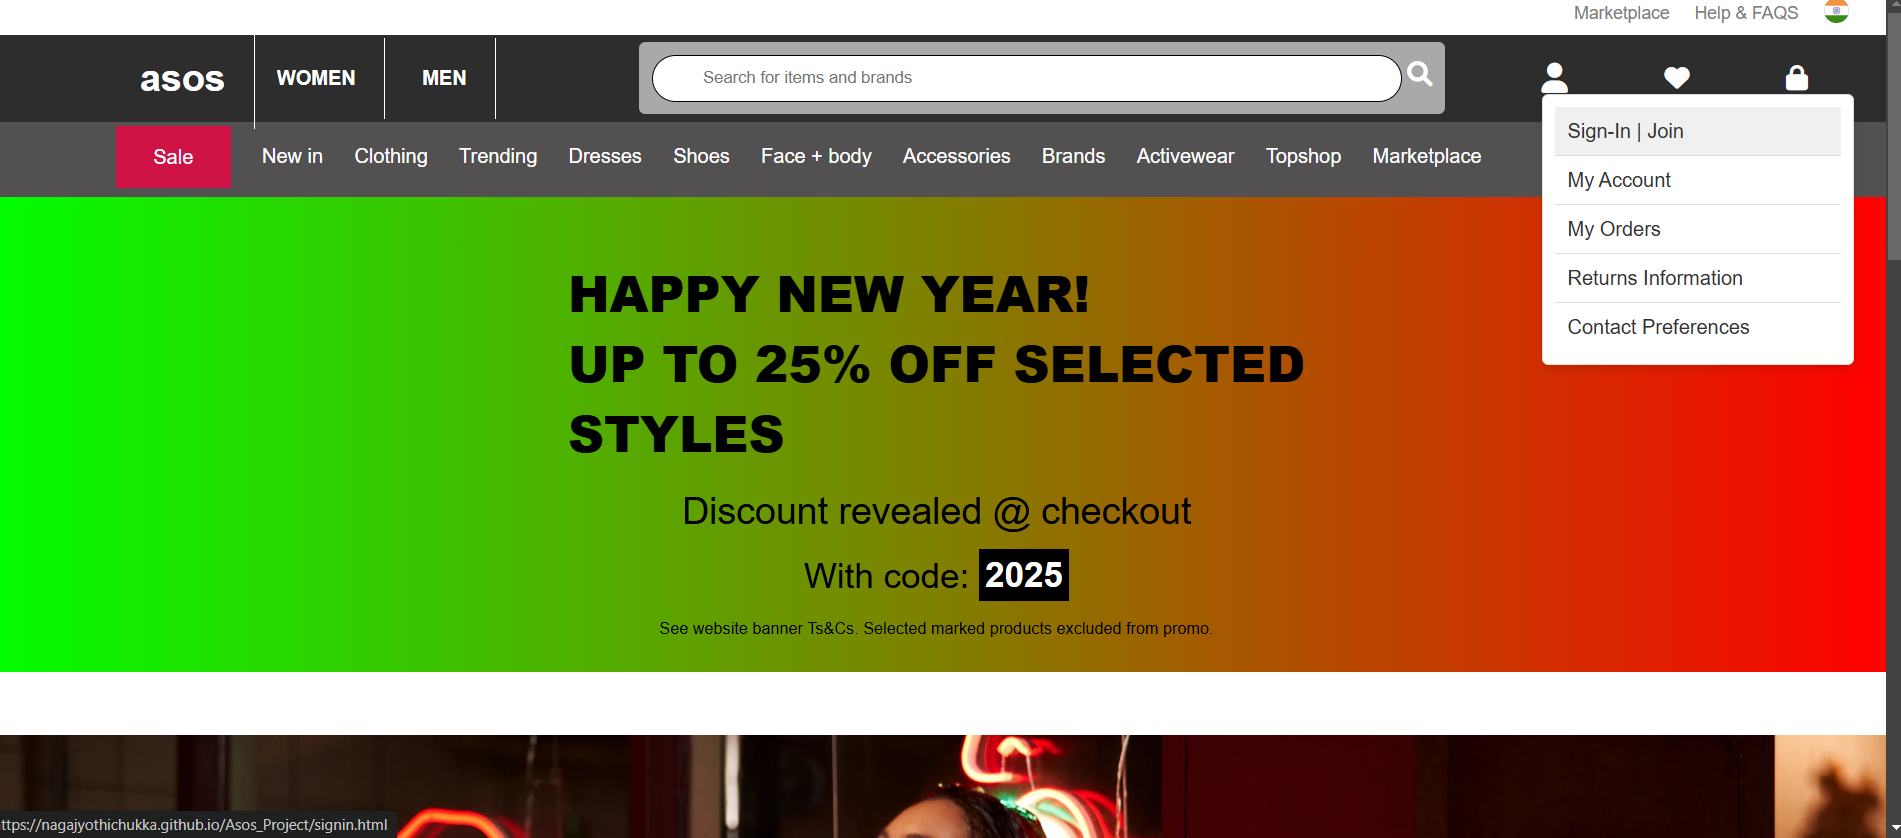 Marketplace Help & FAQS
asos WOMEN MEN Search for items and brands
Sale New in Clothing Trending Dresses Shoes Face + body Accessories Brands Activewear Topshop Marketplace
Sign-In | Join
My Account
My Orders
Returns Information
Contact Preferences
HAPPY NEW YEAR!
UP TO 25% OFF SELECTED
STYLES
Discount revealed @ checkout
With code: 2025
See website banner Ts&Cs. Selected marked products excluded from promo.
ttps://nagajyothichukka.github.io/Asos_Project/signin.html